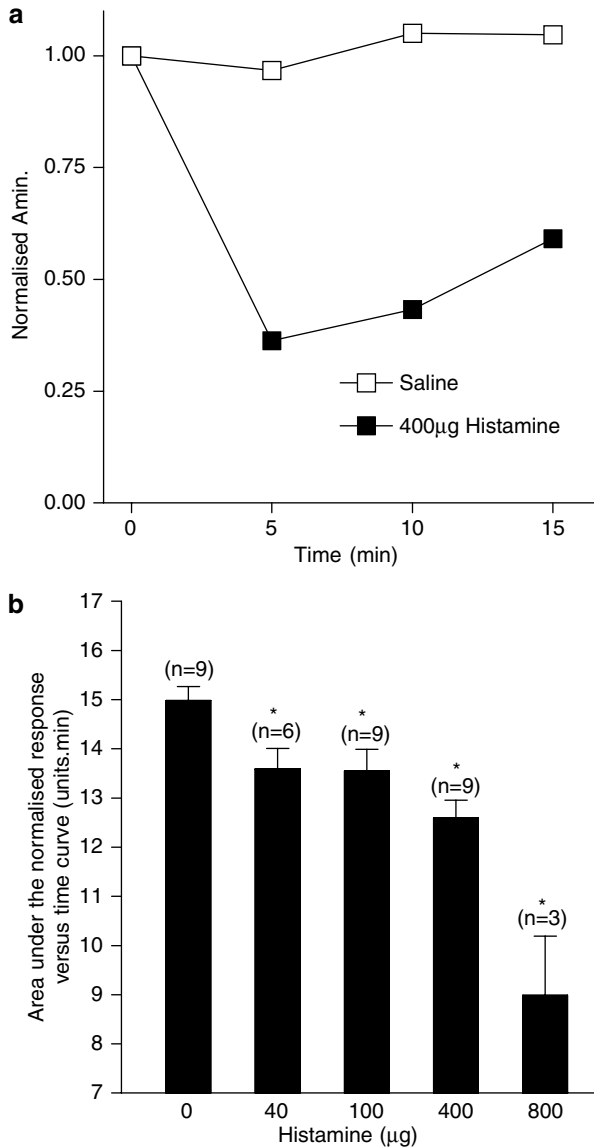 a
1.00
0.75
0.50
0.25
0.00
Normalised Amin.
Saline
400µg Histamine
0 5 10 15
Time (min)
b
17
16
15
14
13
12
11
10
9
8
7
Area under the normalised response
versus time curve (units.min)
(n=9)
*
(n=6)
*
(n=9)
*
(n=9)
*
(n=3)
0 40 100 400 800
Histamine (µg)